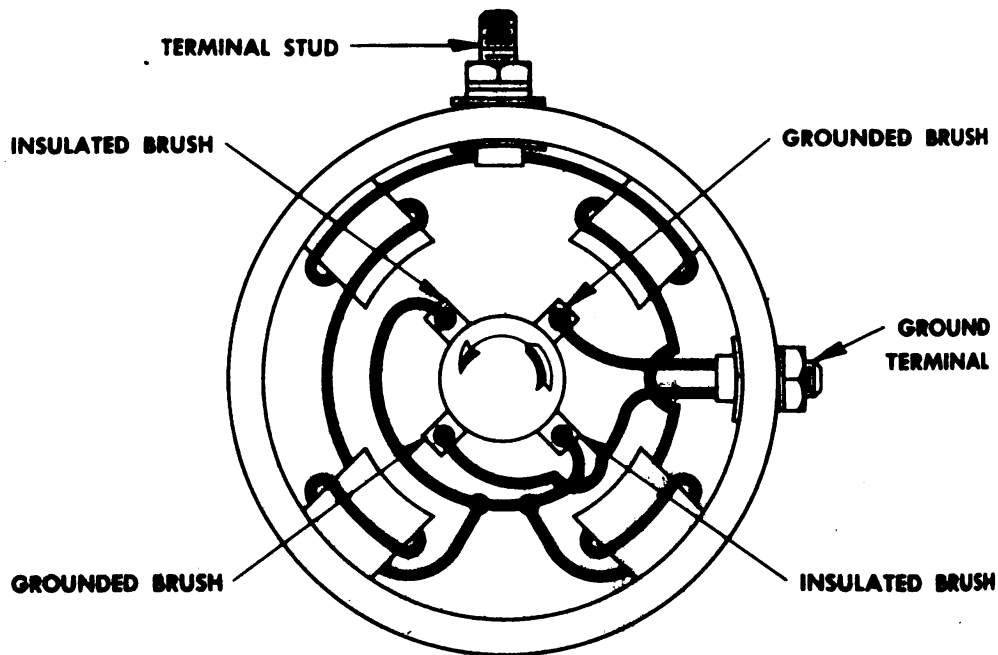 TERMINAL STUD
INSULATED BRUSH
GROUNDED BRUSH
GROUND
TERMINAL
GROUNDED BRUSH
INSULATED BRUSH